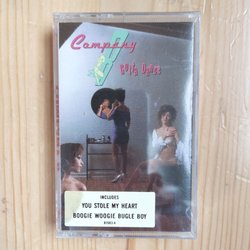 Company
B
Gotta Dance
INCLUDES
YOU STOLE MY HEART
BOOGIE WOOGIE BUGLE BOY